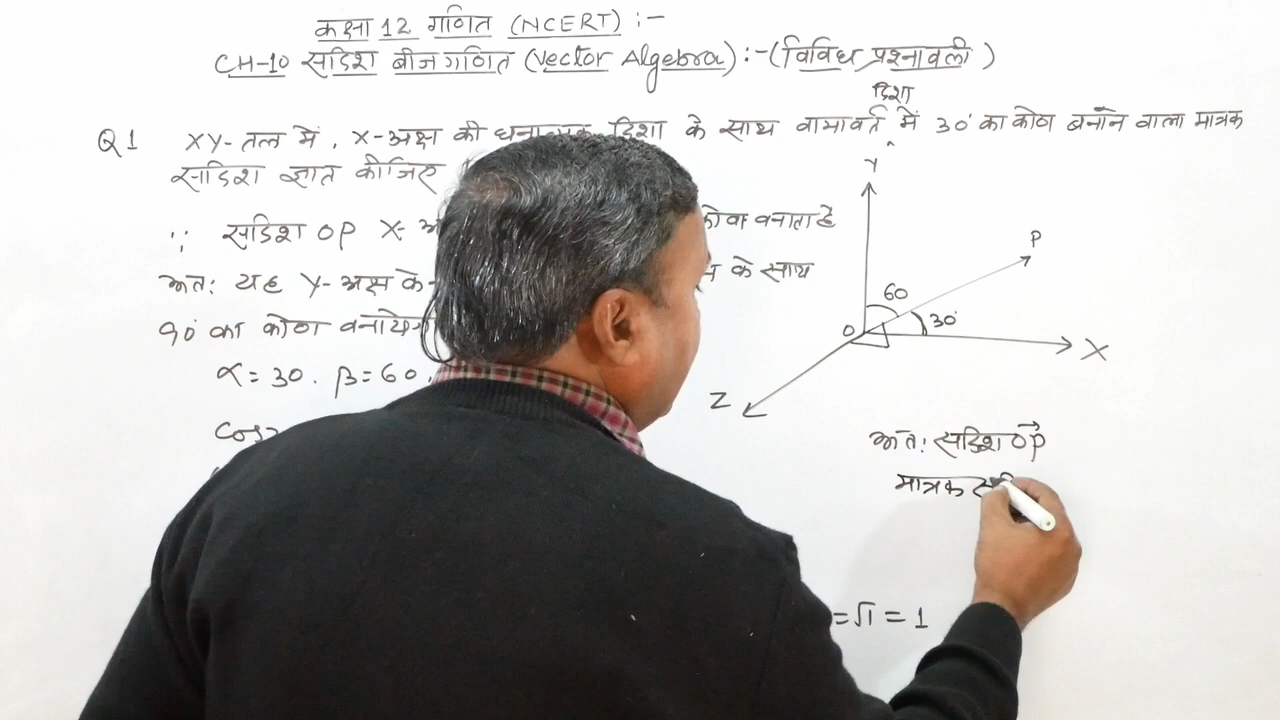 कक्षा 12 गणित (NCERT) :-
CH-10 सदिश बीजगणित (Vector Algebra) :- (विविध प्रश्नावली)
दिशा
Q1 XY-तल में, X-अक्ष की धनात्मक दिशा के साथ वामावर्त में 30° का कोण बनाने वाला मात्रक
सदिश ज्ञात कीजिए
∵ सदिश OP X- कोण बनाता है
अतः यह Y-अक्ष के के साथ
90° का कोण
α = 30. β = 60.
Y
P
60
30°
O
X
Z
अतः सदिश OP⃗
मात्रक
= √1 = 1